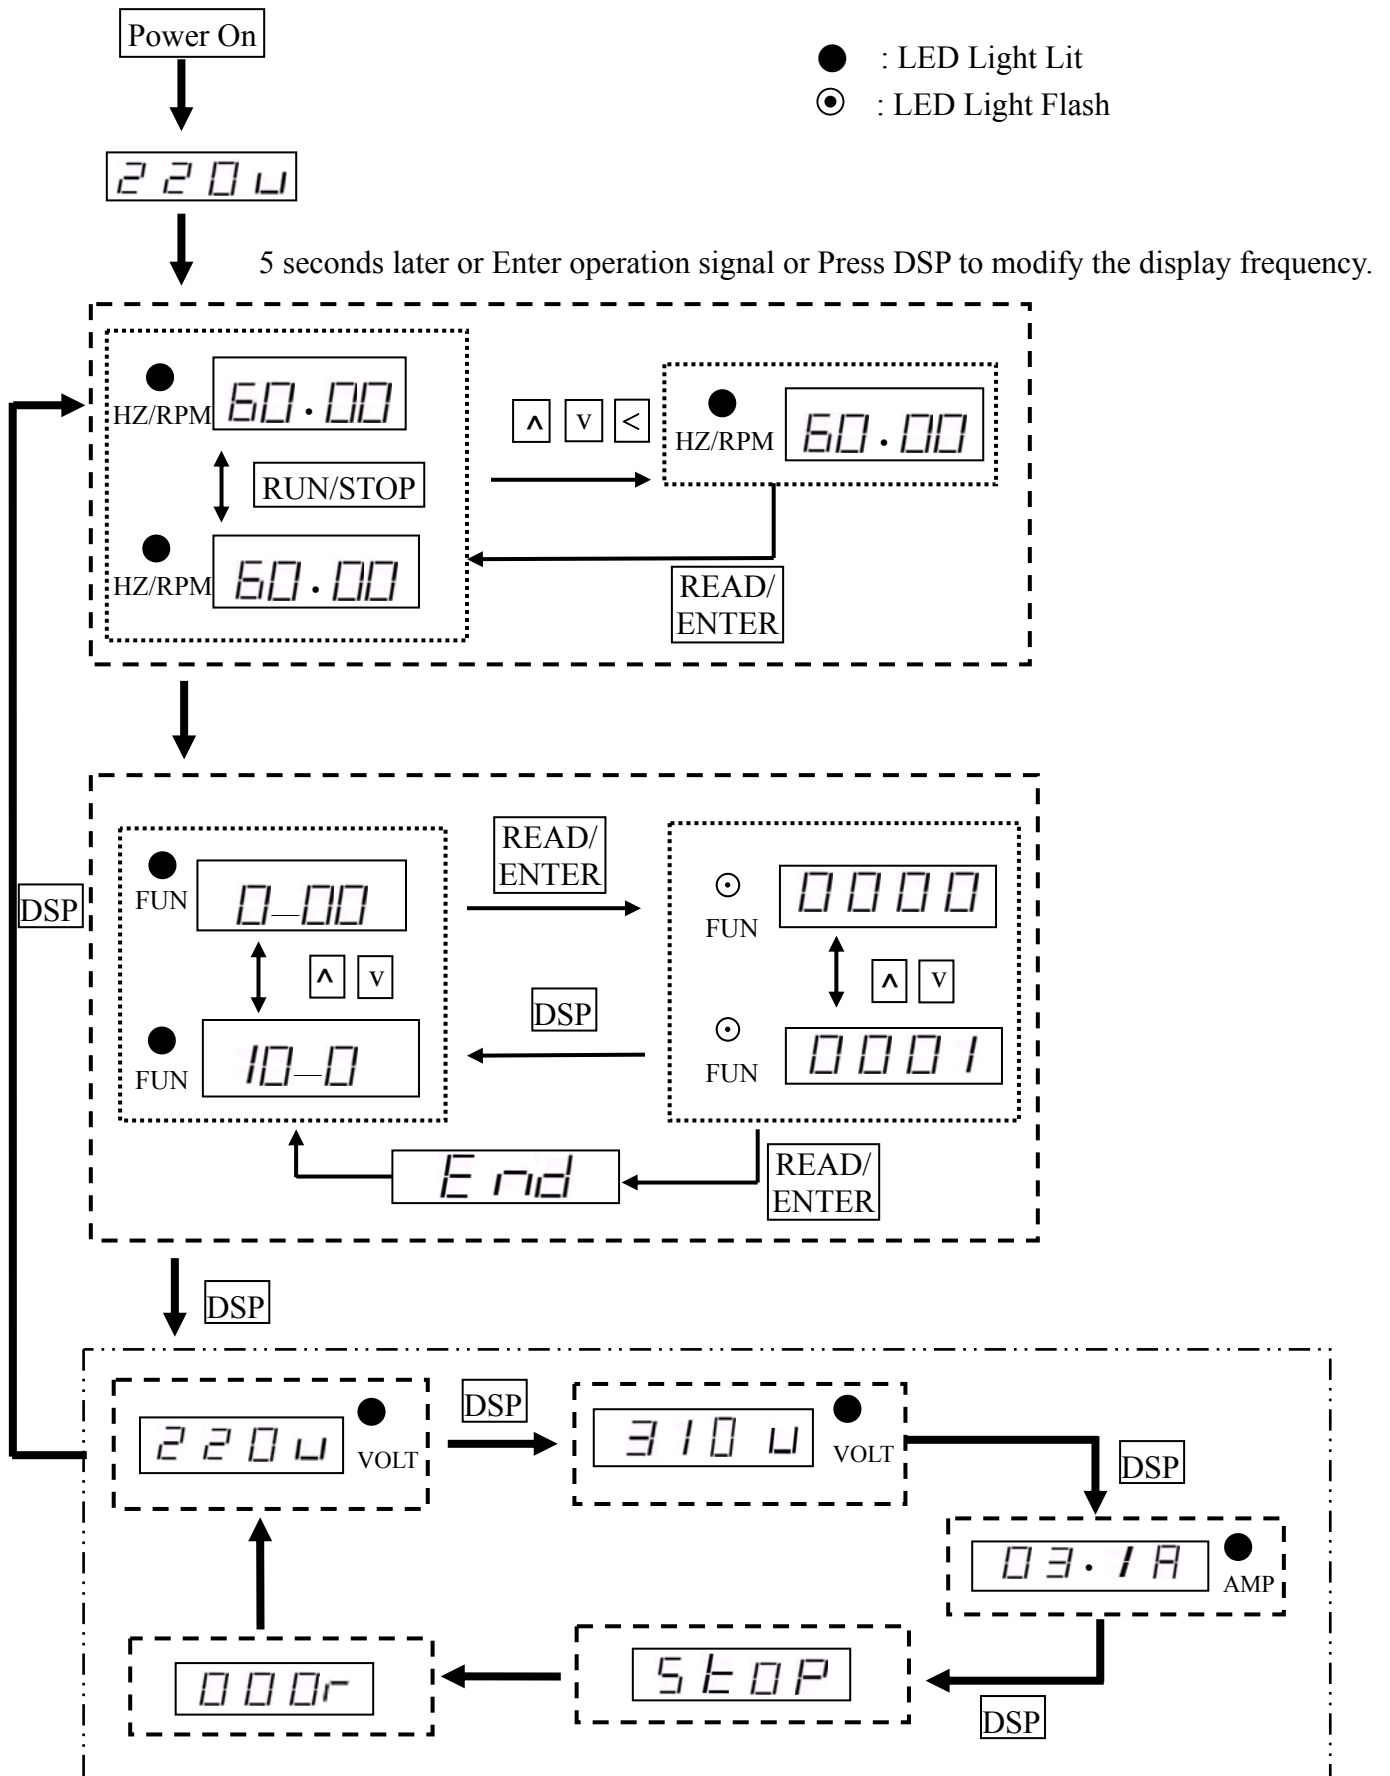 Power On
: LED Light Lit
: LED Light Flash
220u
5 seconds later or Enter operation signal or Press DSP to modify the display frequency.
HZ/RPM 60.00
^ v <
HZ/RPM 60.00
RUN/STOP
HZ/RPM 60.00
READ/
ENTER
DSP
FUN 0—00
READ/
ENTER
FUN 0000
^ v
^ v
FUN 10—0
DSP
FUN 0001
End
READ/
ENTER
DSP
220u VOLT
DSP
310u VOLT
DSP
03.1A AMP
DSP
StoP
000r